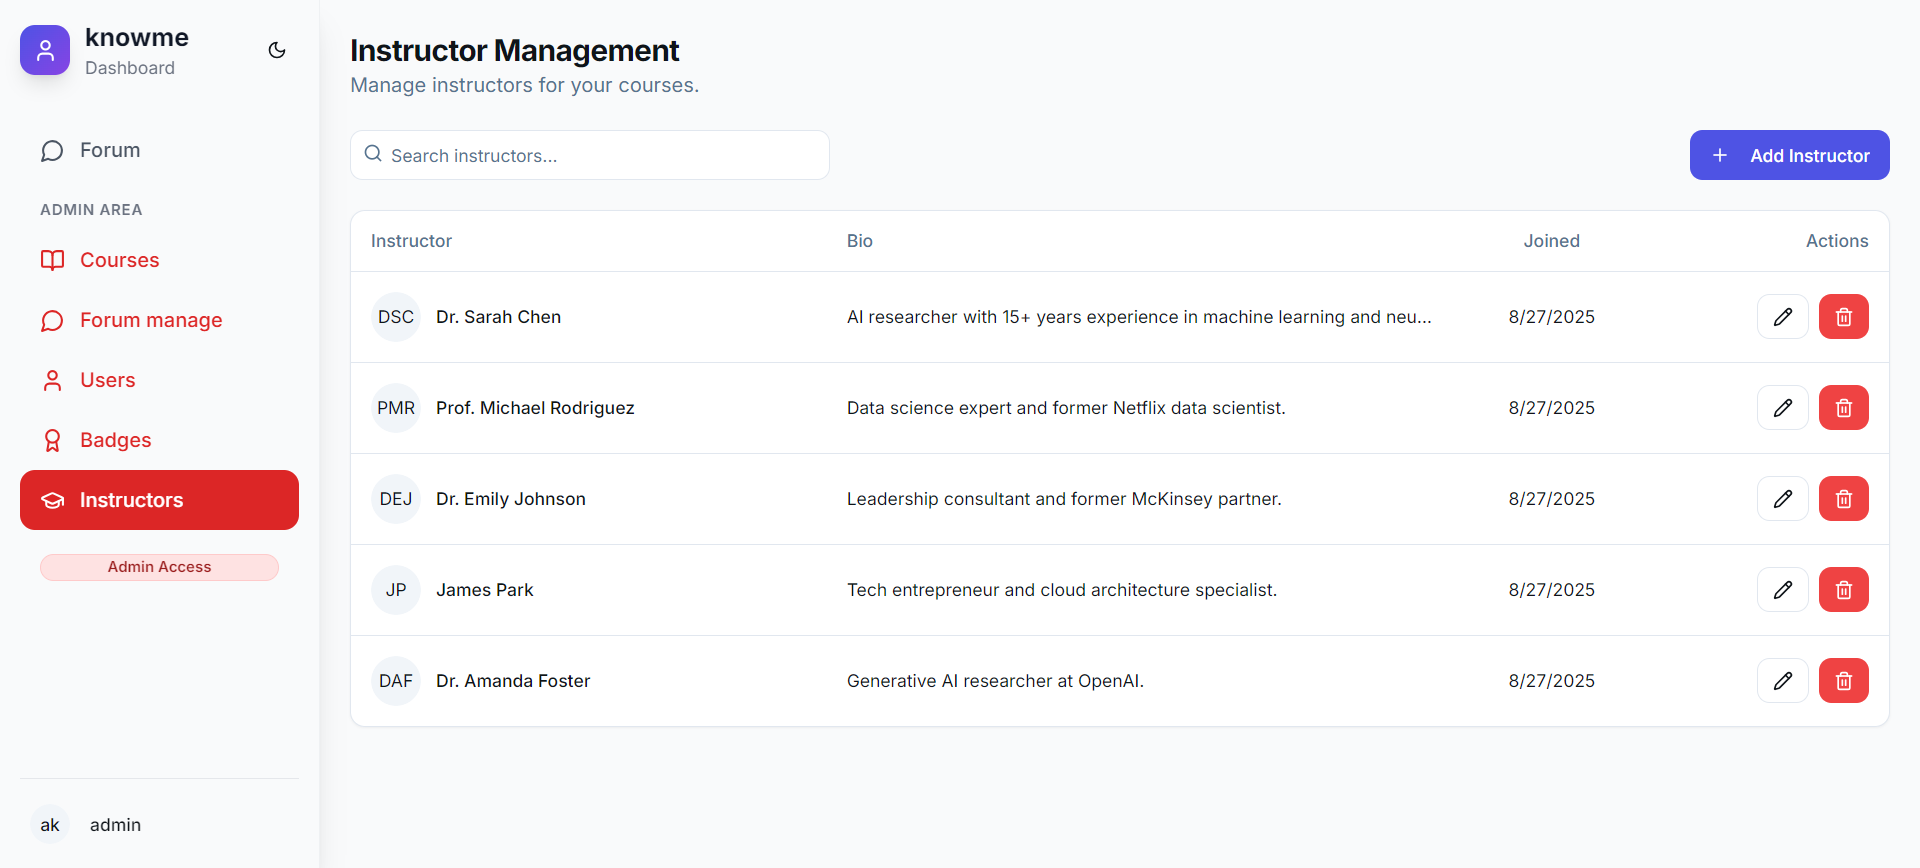 knowme
Dashboard
Forum
ADMIN AREA
Courses
Forum manage
Users
Badges
Instructors
Admin Access
ak admin
Instructor Management
Manage instructors for your courses.
Search instructors...
Add Instructor
Instructor Bio Joined Actions
DSC Dr. Sarah Chen AI researcher with 15+ years experience in machine learning and neu... 8/27/2025
PMR Prof. Michael Rodriguez Data science expert and former Netflix data scientist. 8/27/2025
DEJ Dr. Emily Johnson Leadership consultant and former McKinsey partner. 8/27/2025
JP James Park Tech entrepreneur and cloud architecture specialist. 8/27/2025
DAF Dr. Amanda Foster Generative AI researcher at OpenAI. 8/27/2025